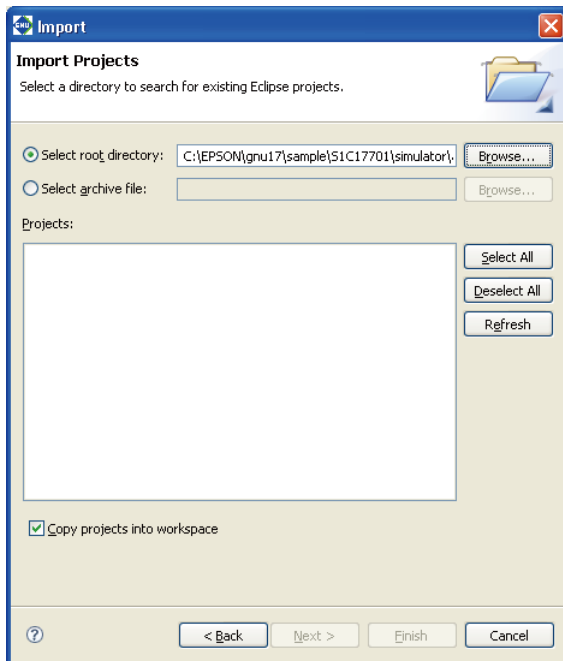 GNU Import
Import Projects
Select a directory to search for existing Eclipse projects.
Select root directory: C:\EPSON\gnu17\sample\S1C17701\simulator\ Browse...
Select archive file: Browse...
Projects:
Select All
Deselect All
Refresh
Copy projects into workspace
? < Back Next > Finish Cancel